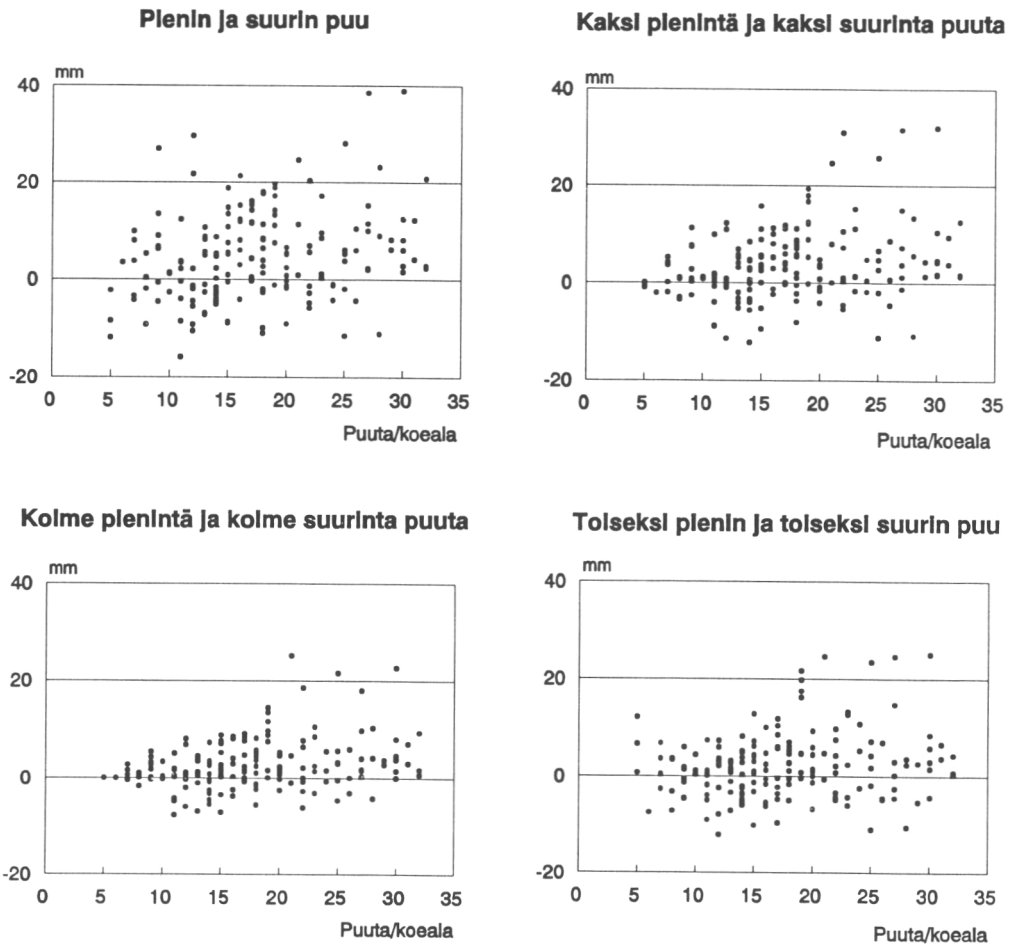 Pienin ja suurin puu
mm
40
20
0
-20
0 5 10 15 20 25 30 35
Puuta/koeala
Kaksi pienintä ja kaksi suurinta puuta
mm
40
20
0
-20
0 5 10 15 20 25 30 35
Puuta/koeala
Kolme pienintä ja kolme suurinta puuta
mm
40
20
0
-20
0 5 10 15 20 25 30 35
Puuta/koeala
Toiseksi pienin ja toiseksi suurin puu
mm
40
20
0
-20
0 5 10 15 20 25 30 35
Puuta/koeala